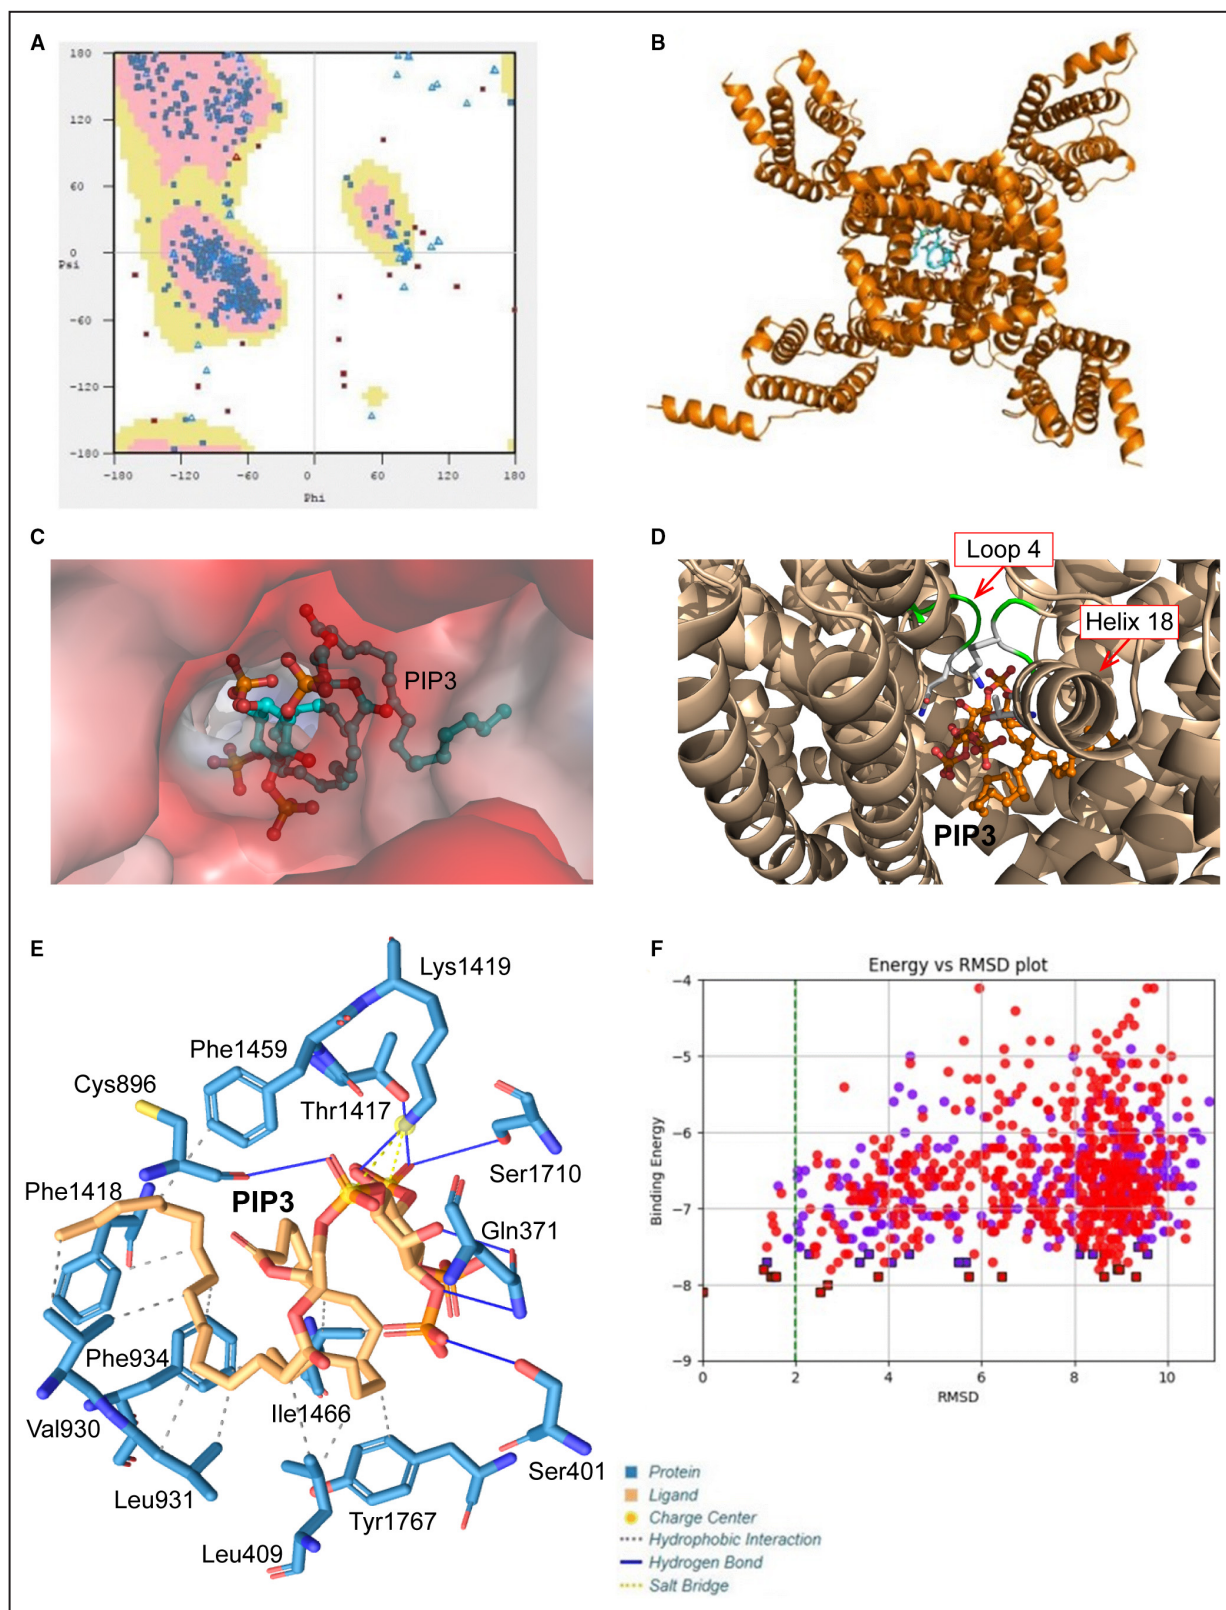 A
180
120
60
0
Psi
-60
-120
-180
-180
-120
-60
0
60
120
180
Phi
B
C
PIP3
D
Loop 4
Helix 18
PIP3
E
Lys1419
Phe1459
Cys896
Thr1417
Ser1710
Phe1418
PIP3
Gln371
Phe934
Ile1466
Val930
Ser401
Leu931
Tyr1767
Leu409
Protein
Ligand
Charge Center
Hydrophobic Interaction
Hydrogen Bond
Salt Bridge
F
Energy vs RMSD plot
−4
−5
−6
−7
−8
−9
Binding Energy
0
2
4
6
8
10
RMSD